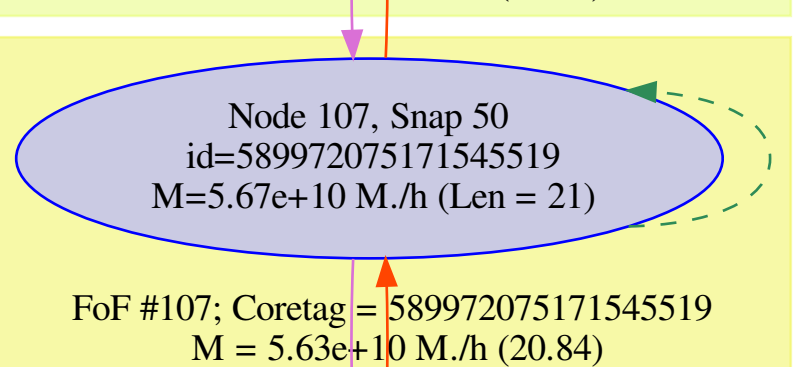 Node 107, Snap 50
id=589972075171545519
M=5.67e+10 M./h (Len = 21)
FoF #107; Coretag = 589972075171545519
M = 5.63e+10 M./h (20.84)